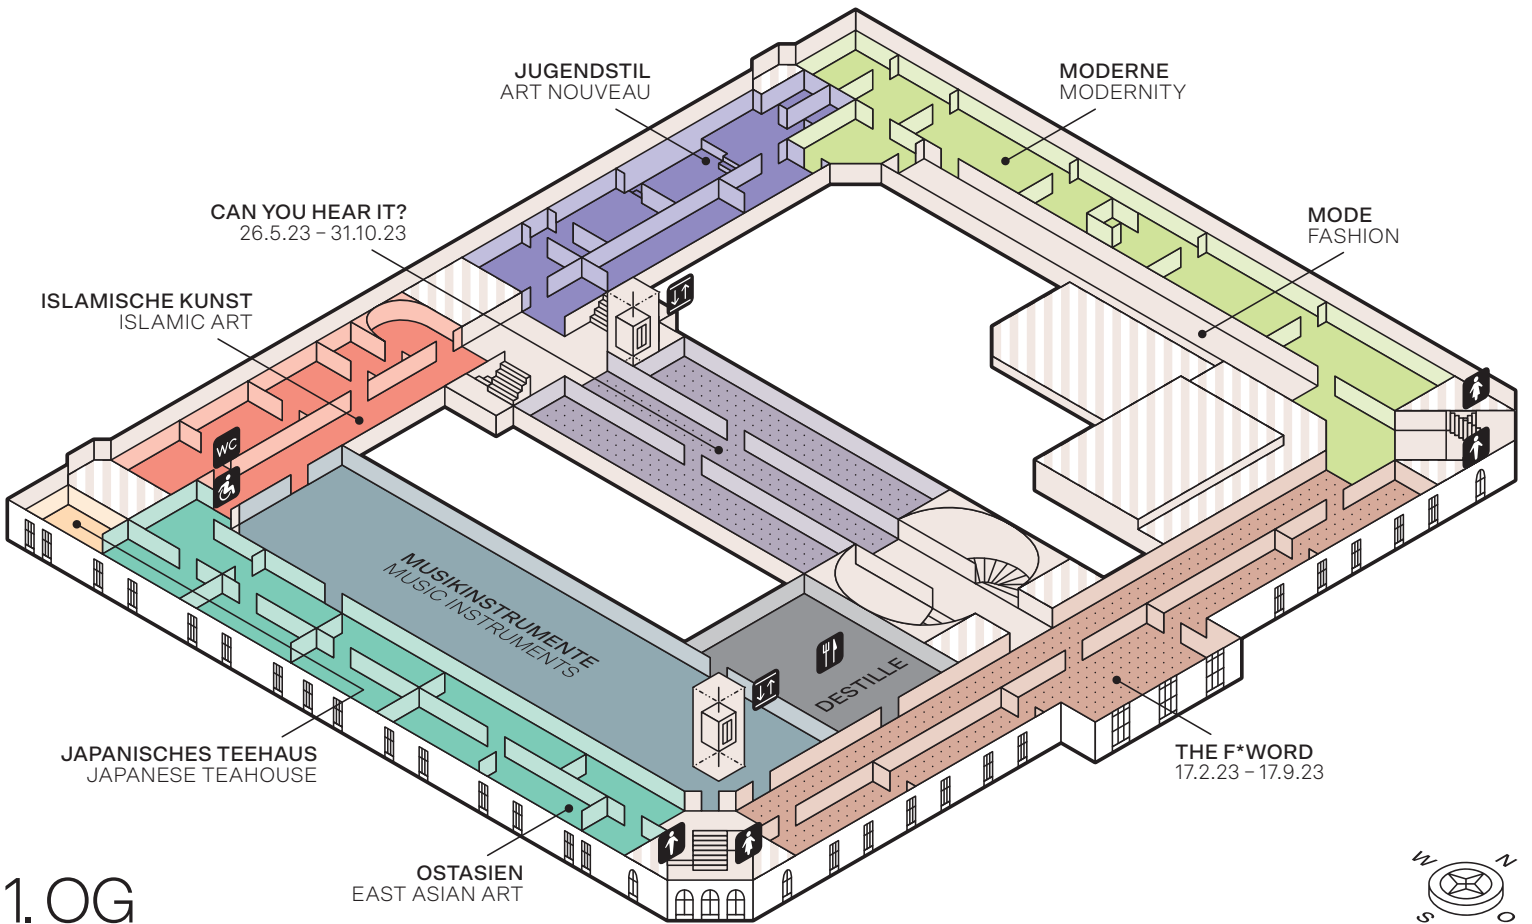 JUGENDSTIL
ART NOUVEAU
MODERNE
MODERNITY
CAN YOU HEAR IT?
26.5.23 – 31.10.23
MODE
FASHION
ISLAMISCHE KUNST
ISLAMIC ART
WC
MUSIKINSTRUMENTE
MUSIC INSTRUMENTS
DESTILLE
JAPANISCHES TEEHAUS
JAPANESE TEAHOUSE
THE F*WORD
17.2.23 – 17.9.23
OSTASIEN
EAST ASIAN ART
1. OG
W N
S O